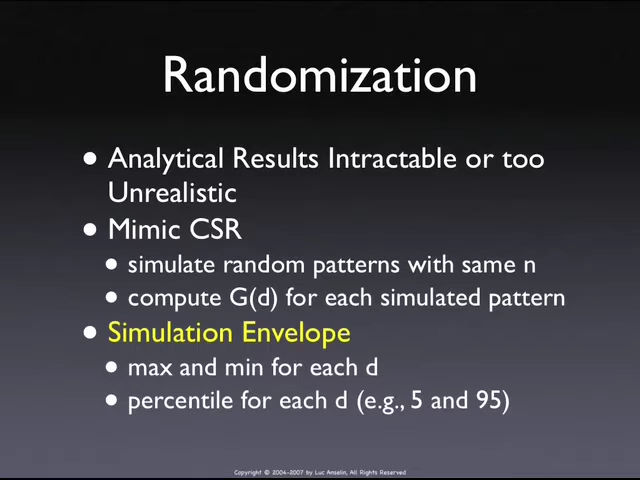 Randomization
• Analytical Results Intractable or too
Unrealistic
• Mimic CSR
• simulate random patterns with same n
• compute G(d) for each simulated pattern
• Simulation Envelope
• max and min for each d
• percentile for each d (e.g., 5 and 95)
Copyright © 2004-2007 by Luc Anselin, All Rights Reserved